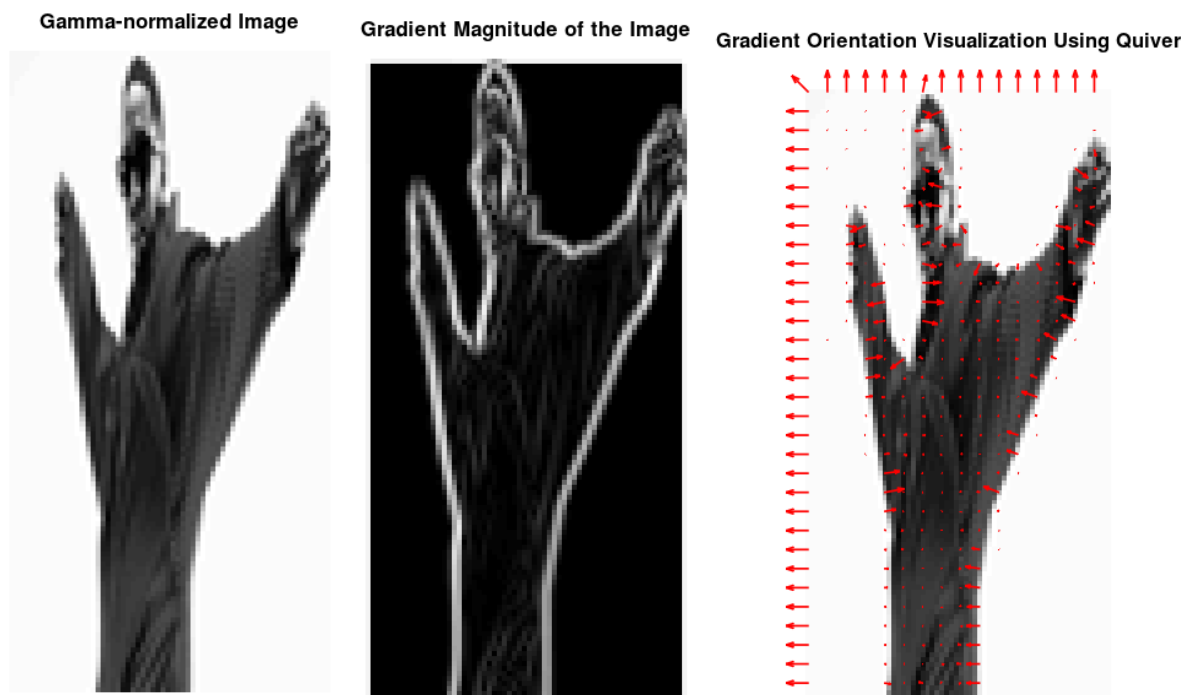 Gamma-normalized Image
Gradient Magnitude of the Image
Gradient Orientation Visualization Using Quiver